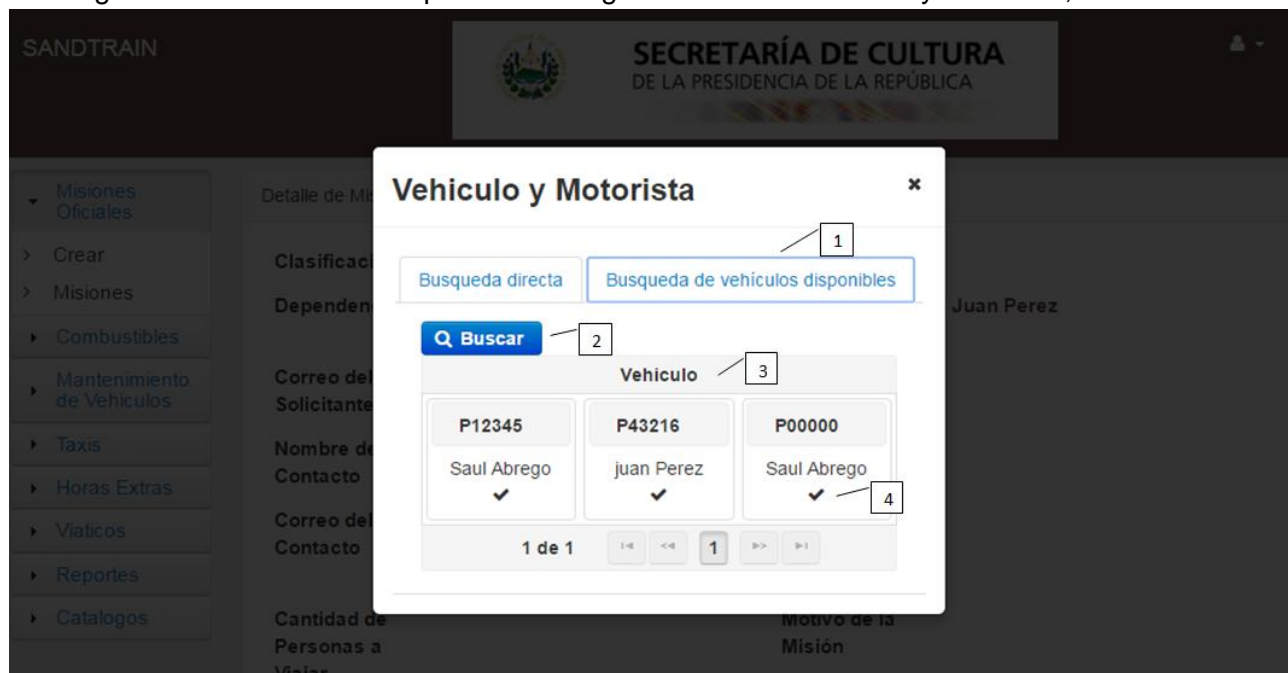 SANDTRAIN
SECRETARÍA DE CULTURA
DE LA PRESIDENCIA DE LA REPÚBLICA
Misiones
Oficiales
Crear
Misiones
Combustibles
Mantenimiento
de Vehiculos
Taxis
Horas Extras
Viaticos
Reportes
Catalogos
Detalle de Mis
Clasificaci
Dependen
Juan Perez
Correo del
Solicitante
Nombre de
Contacto
Correo del
Contacto
Cantidad de
Personas a
Motivo de la
Misión
Vehiculo y Motorista
1
Busqueda directa
Busqueda de vehículos disponibles
Buscar
2
Vehiculo
3
P12345
P43216
P00000
Saul Abrego
juan Perez
Saul Abrego
4
1 de 1
1